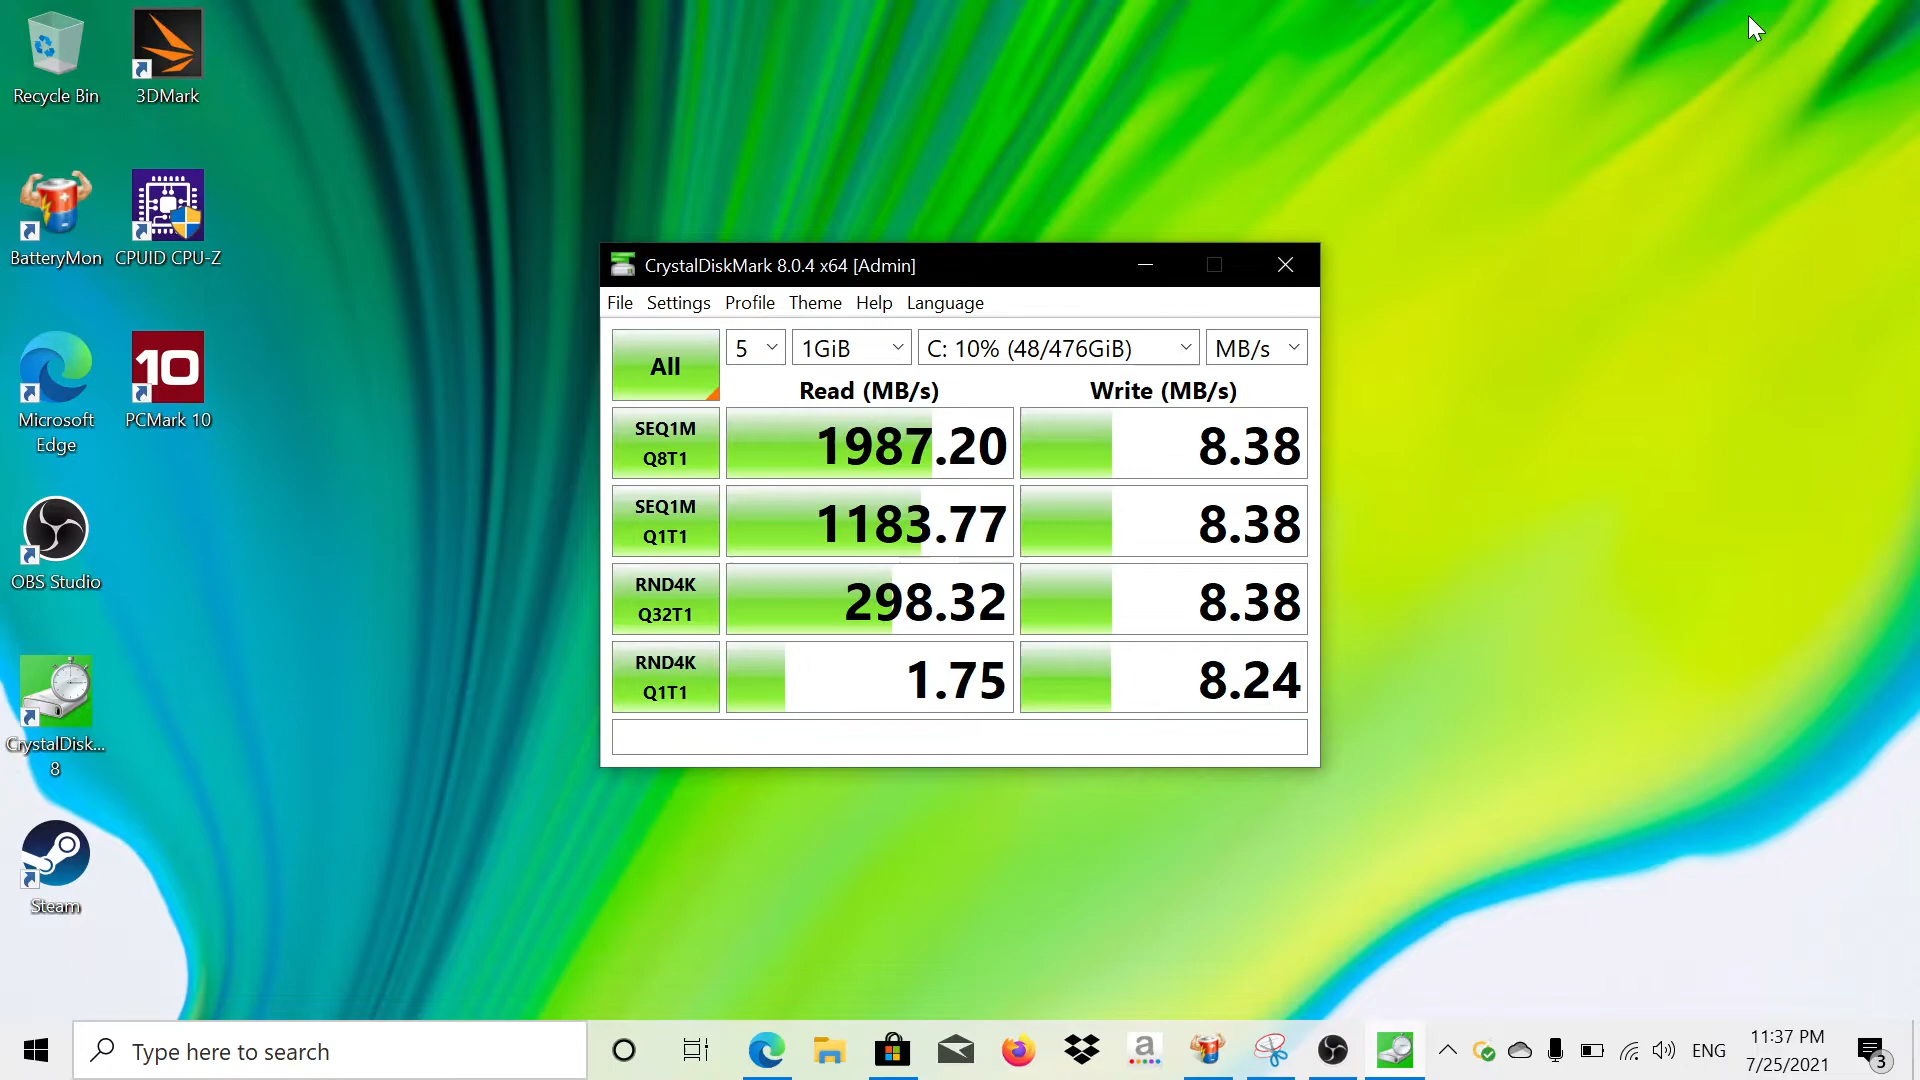 Recycle Bin
3DMark
BatteryMon
CPUID CPU-Z
Microsoft
Edge
10
PCMark 10
OBS Studio
CrystalDisk...
8
Steam
CrystalDiskMark 8.0.4 x64 [Admin]
File Settings Profile Theme Help Language
All
5
1GiB
C: 10% (48/476GiB)
MB/s
Read (MB/s)
Write (MB/s)
SEQ1M
Q8T1
1987.20
8.38
SEQ1M
Q1T1
1183.77
8.38
RND4K
Q32T1
298.32
8.38
RND4K
Q1T1
1.75
8.24
Type here to search
a
ENG
11:37 PM
7/25/2021
3